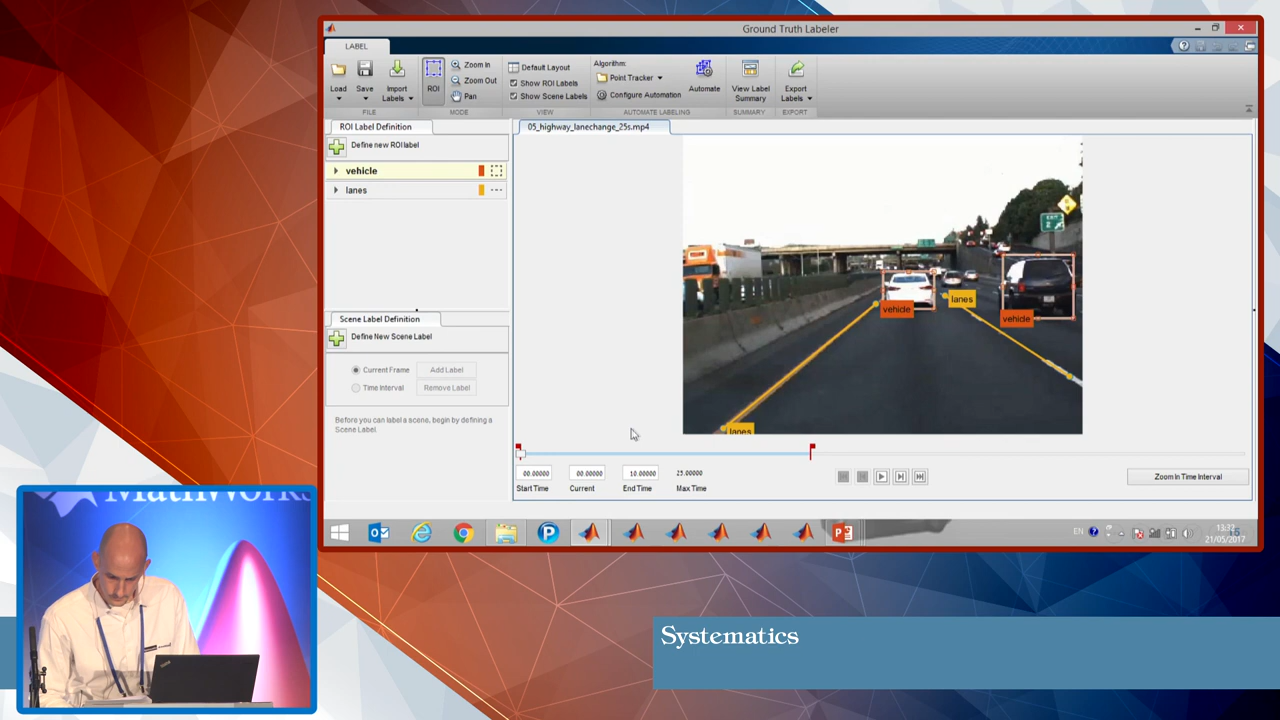 Ground Truth Labeler
LABEL
Load
Save
Import
Labels
ROI
Zoom In
Zoom Out
Pan
Default Layout
Show ROI Labels
Show Scene Labels
Algorithm:
Point Tracker
Configure Automation
Automate
View Label
Summary
Export
Labels
FILE
MODE
VIEW
AUTOMATE LABELING
SUMMARY
EXPORT
ROI Label Definition
05_highway_lanechange_25s.mp4
Define new ROI label
vehicle
lanes
Scene Label Definition
Define New Scene Label
Current Frame
Add Label
Time Interval
Remove Label
Before you can label a scene, begin by defining a
Scene Label.
EXIT
lanes
vehicle
vehicle
lanes
00.00000
00.00000
10.00000
25.00000
Start Time
Current
End Time
Max Time
Zoom In Time Interval
EN
13:32
21/05/2017
MathWorks
Systematics